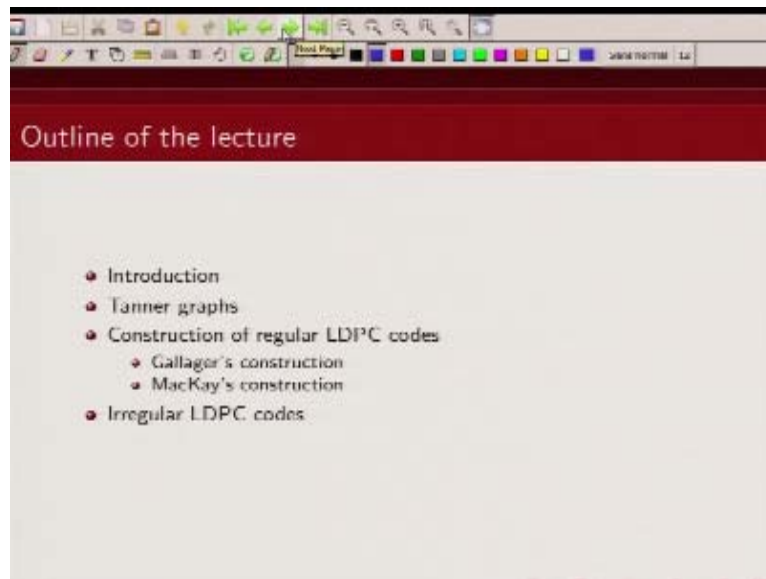 Next Page
Outline of the lecture
Introduction
Tanner graphs
Construction of regular LDPC codes
Gallager's construction
MacKay's construction
Irregular LDPC codes